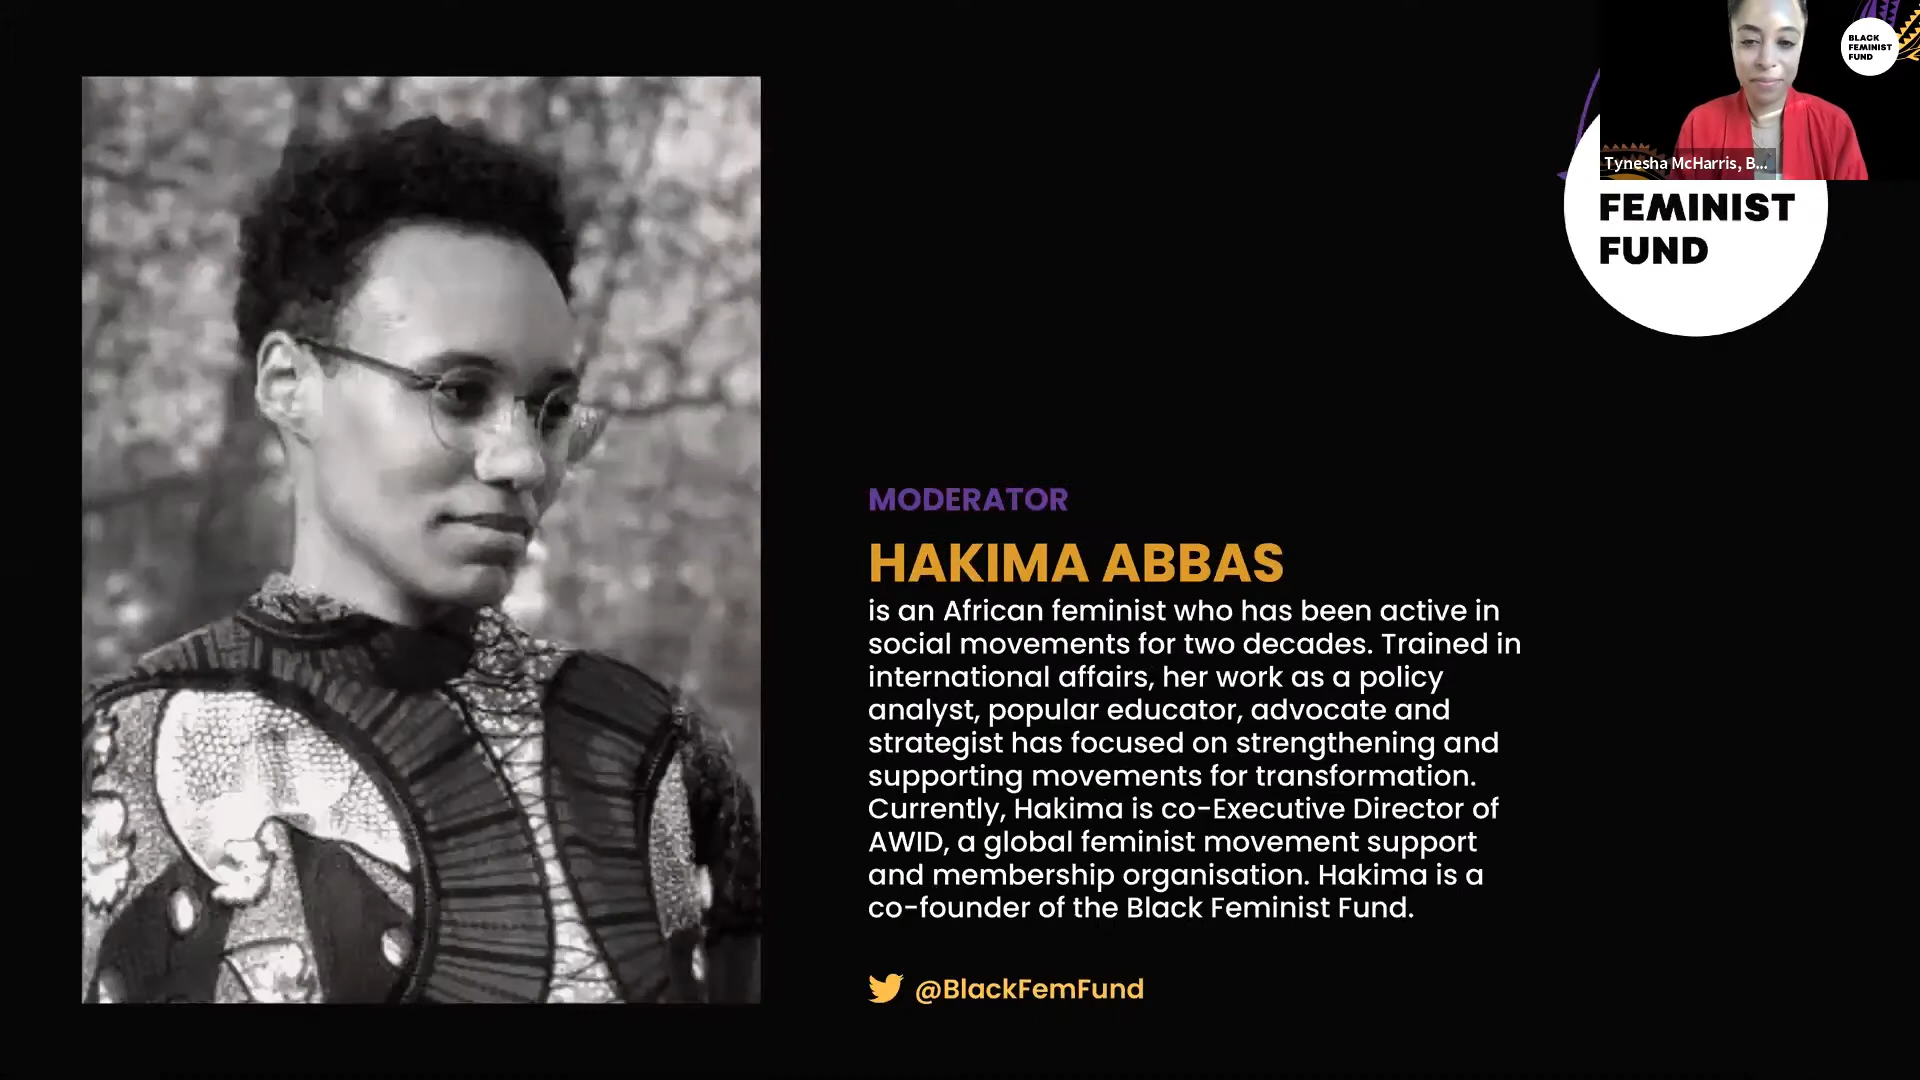 BLACK
FEMINIST
FUND
Tynesha McHarris, B...
FEMINIST
FUND
MODERATOR
HAKIMA ABBAS
is an African feminist who has been active in
social movements for two decades. Trained in
international affairs, her work as a policy
analyst, popular educator, advocate and
strategist has focused on strengthening and
supporting movements for transformation.
Currently, Hakima is co-Executive Director of
AWID, a global feminist movement support
and membership organisation. Hakima is a
co-founder of the Black Feminist Fund.
@BlackFemFund